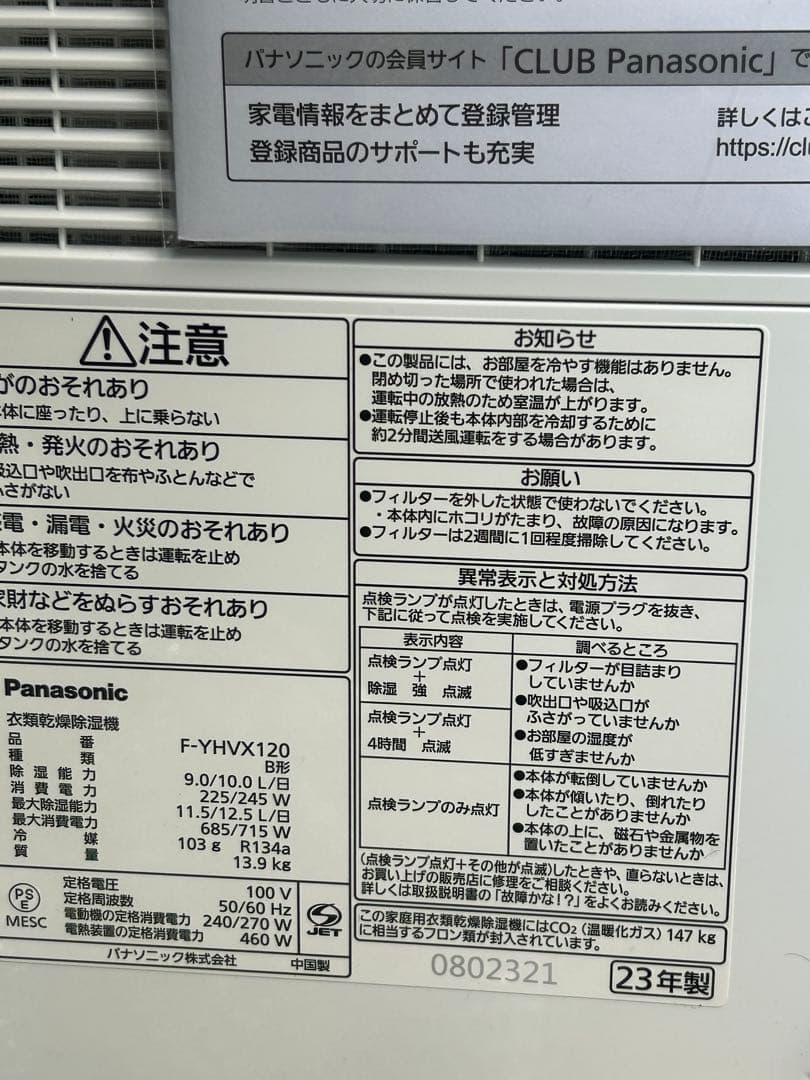 パナソニックの会員サイト「CLUB Panasonic」で
家電情報をまとめて登録管理
登録商品のサポートも充実
詳しくはこ
https://clu
注意
がのおそれあり
体に座ったり、上に乗らない
熱・発火のおそれあり
吸込口や吹出口を布やふとんなどで
ふさがない
感電・漏電・火災のおそれあり
本体を移動するときは運転を止め
タンクの水を捨てる
家財などをぬらすおそれあり
本体を移動するときは運転を止め
タンクの水を捨てる
Panasonic
衣類乾燥除湿機
品番 F-YHVX120
種類 B形
除湿能力 9.0/10.0 L/日
消費電力 225/245 W
最大除湿能力 11.5/12.5 L/日
最大消費電力 685/715 W
冷媒 103 g R134a
質量 13.9 kg
PS
E
MESC
定格電圧 100 V
定格周波数 50/60 Hz
電動機の定格消費電力 240/270 W
電熱装置の定格消費電力 460 W
JET
パナソニック株式会社 中国製
お知らせ
●この製品には、お部屋を冷やす機能はありません。
閉め切った場所で使われた場合は、
運転中の放熱のため室温が上がります。
●運転停止後も本体内部を冷却するために
約2分間送風運転をする場合があります。
お願い
●フィルターを外した状態で使わないでください。
・本体内にホコリがたまり、故障の原因になります。
●フィルターは2週間に1回程度掃除してください。
異常表示と対処方法
点検ランプが点灯したときは、電源プラグを抜き、
下記に従って点検を実施してください。
表示内容 調べるところ
点検ランプ点灯
+
除湿 強 点滅
点検ランプ点灯
+
4時間 点滅
●フィルターが目詰まり
していませんか
●吹出口や吸込口が
ふさがっていませんか
●お部屋の湿度が
低すぎませんか
点検ランプのみ点灯
●本体が転倒していませんか
●本体が傾いたり、倒れたり
したことがありませんか
●本体の上に、磁石や金属物を
置いたことがありませんか
(点検ランプ点灯+その他が点滅)したときや、直らないときは、
お買い上げの販売店に修理をご相談ください。
詳しくは取扱説明書の「故障かな!?」をよくお読みください。
この家庭用衣類乾燥除湿機にはCO2(温暖化ガス)147 kg
に相当するフロン類が封入されています。
0802321
23年製